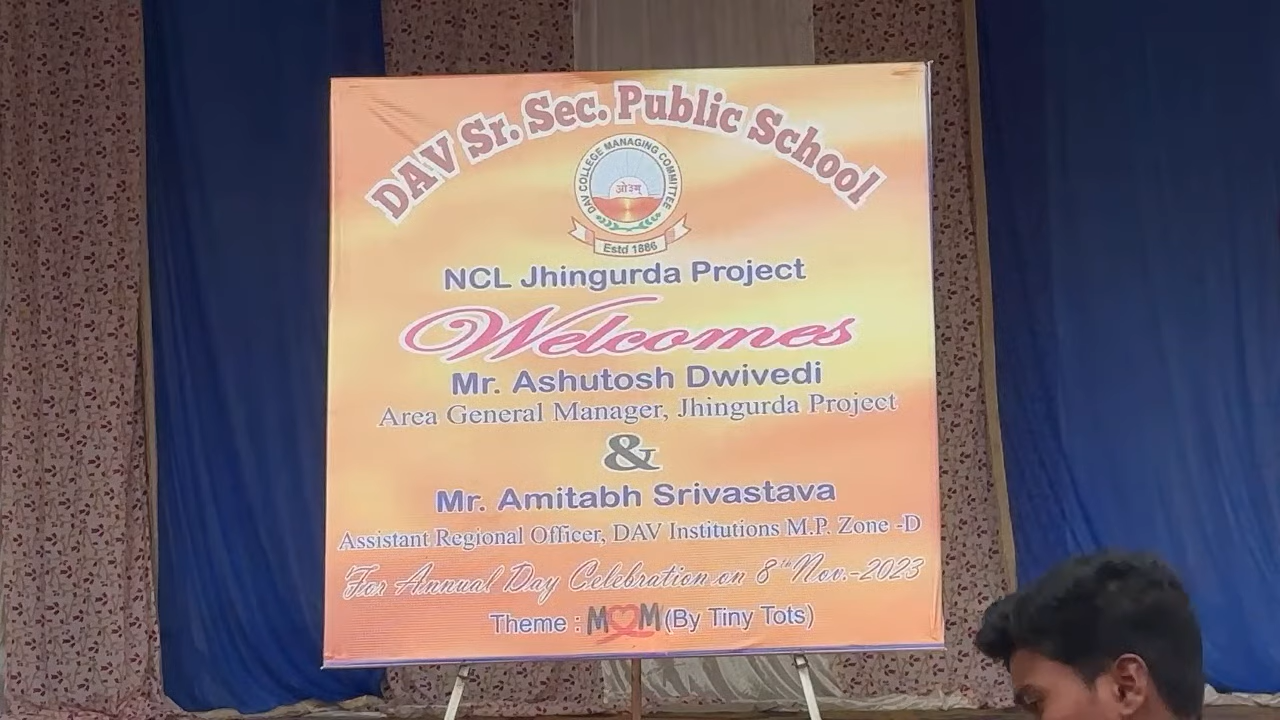 DAV Sr. Sec. Public School
DAV COLLEGE MANAGING COMMITTEE
ओ३म्
Estd 1886
NCL Jhingurda Project
Welcomes
Mr. Ashutosh Dwivedi
Area General Manager, Jhingurda Project
&
Mr. Amitabh Srivastava
Assistant Regional Officer, DAV Institutions M.P. Zone -D
For Annual Day Celebration on 8th Nov.-2023
Theme : MOM (By Tiny Tots)